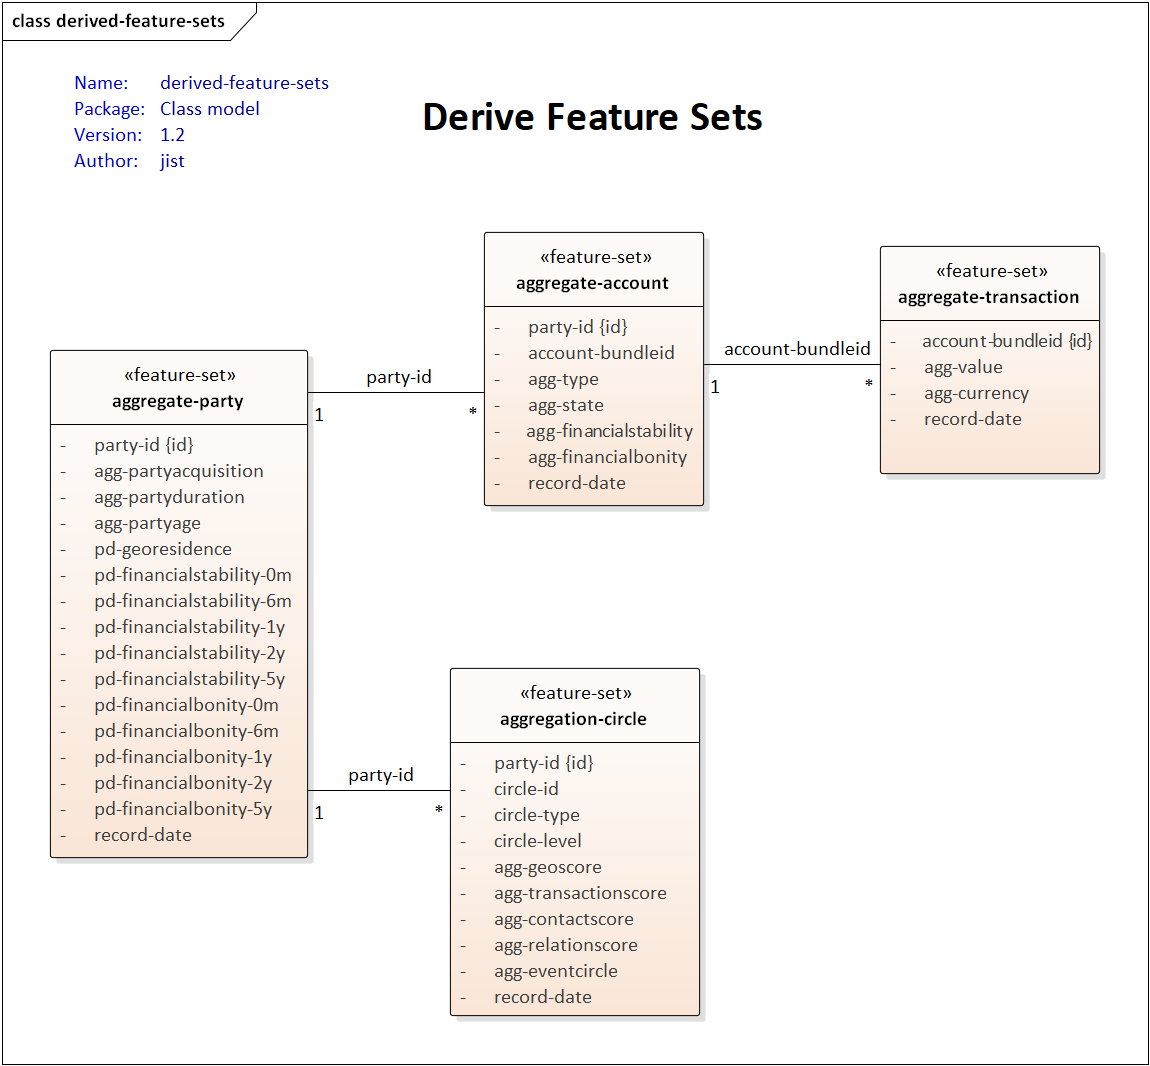 class derived-feature-sets
Name: derived-feature-sets
Package: Class model
Version: 1.2
Author: jist
Derive Feature Sets
«feature-set»
aggregate-party
- party-id {id}
- agg-partyacquisition
- agg-partyduration
- agg-partyage
- pd-georesidence
- pd-financialstability-0m
- pd-financialstability-6m
- pd-financialstability-1y
- pd-financialstability-2y
- pd-financialstability-5y
- pd-financialbonity-0m
- pd-financialbonity-6m
- pd-financialbonity-1y
- pd-financialbonity-2y
- pd-financialbonity-5y
- record-date
party-id
1 *
«feature-set»
aggregate-account
- party-id {id}
- account-bundleid
- agg-type
- agg-state
- agg-financialstability
- agg-financialbonity
- record-date
account-bundleid
1 *
«feature-set»
aggregate-transaction
- account-bundleid {id}
- agg-value
- agg-currency
- record-date
party-id
1 *
«feature-set»
aggregation-circle
- party-id {id}
- circle-id
- circle-type
- circle-level
- agg-geoscore
- agg-transactionscore
- agg-contactscore
- agg-relationscore
- agg-eventcircle
- record-date